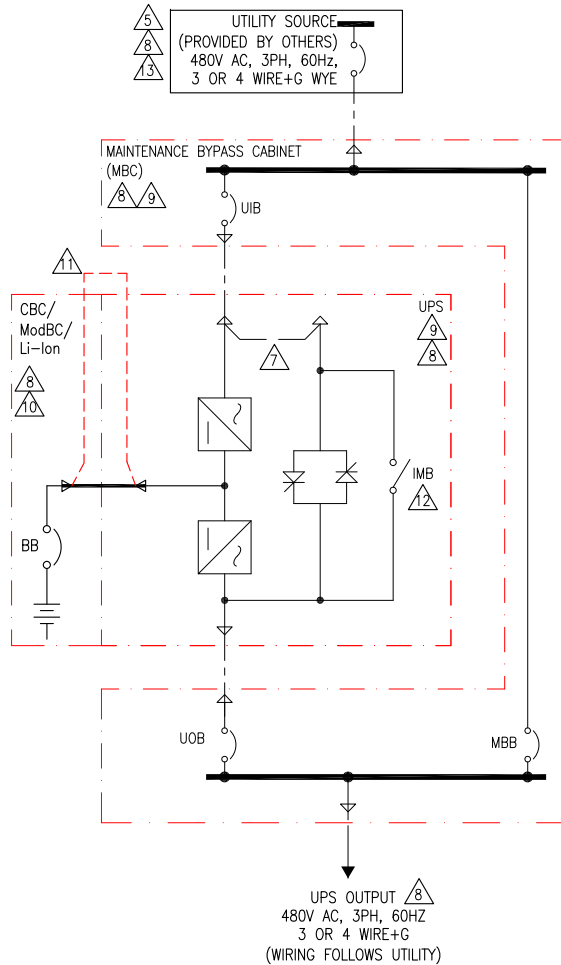 5
UTILITY SOURCE
(PROVIDED BY OTHERS)
8
480V AC, 3PH, 60Hz,
13
3 OR 4 WIRE+G WYE
MAINTENANCE BYPASS CABINET
(MBC)
8 9
UIB
11
CBC/
ModBC/
Li-Ion
UPS
9
7
8
8
10
IMB
12
BB
UOB
MBB
UPS OUTPUT 8
480V AC, 3PH, 60HZ
3 OR 4 WIRE+G
(WIRING FOLLOWS UTILITY)